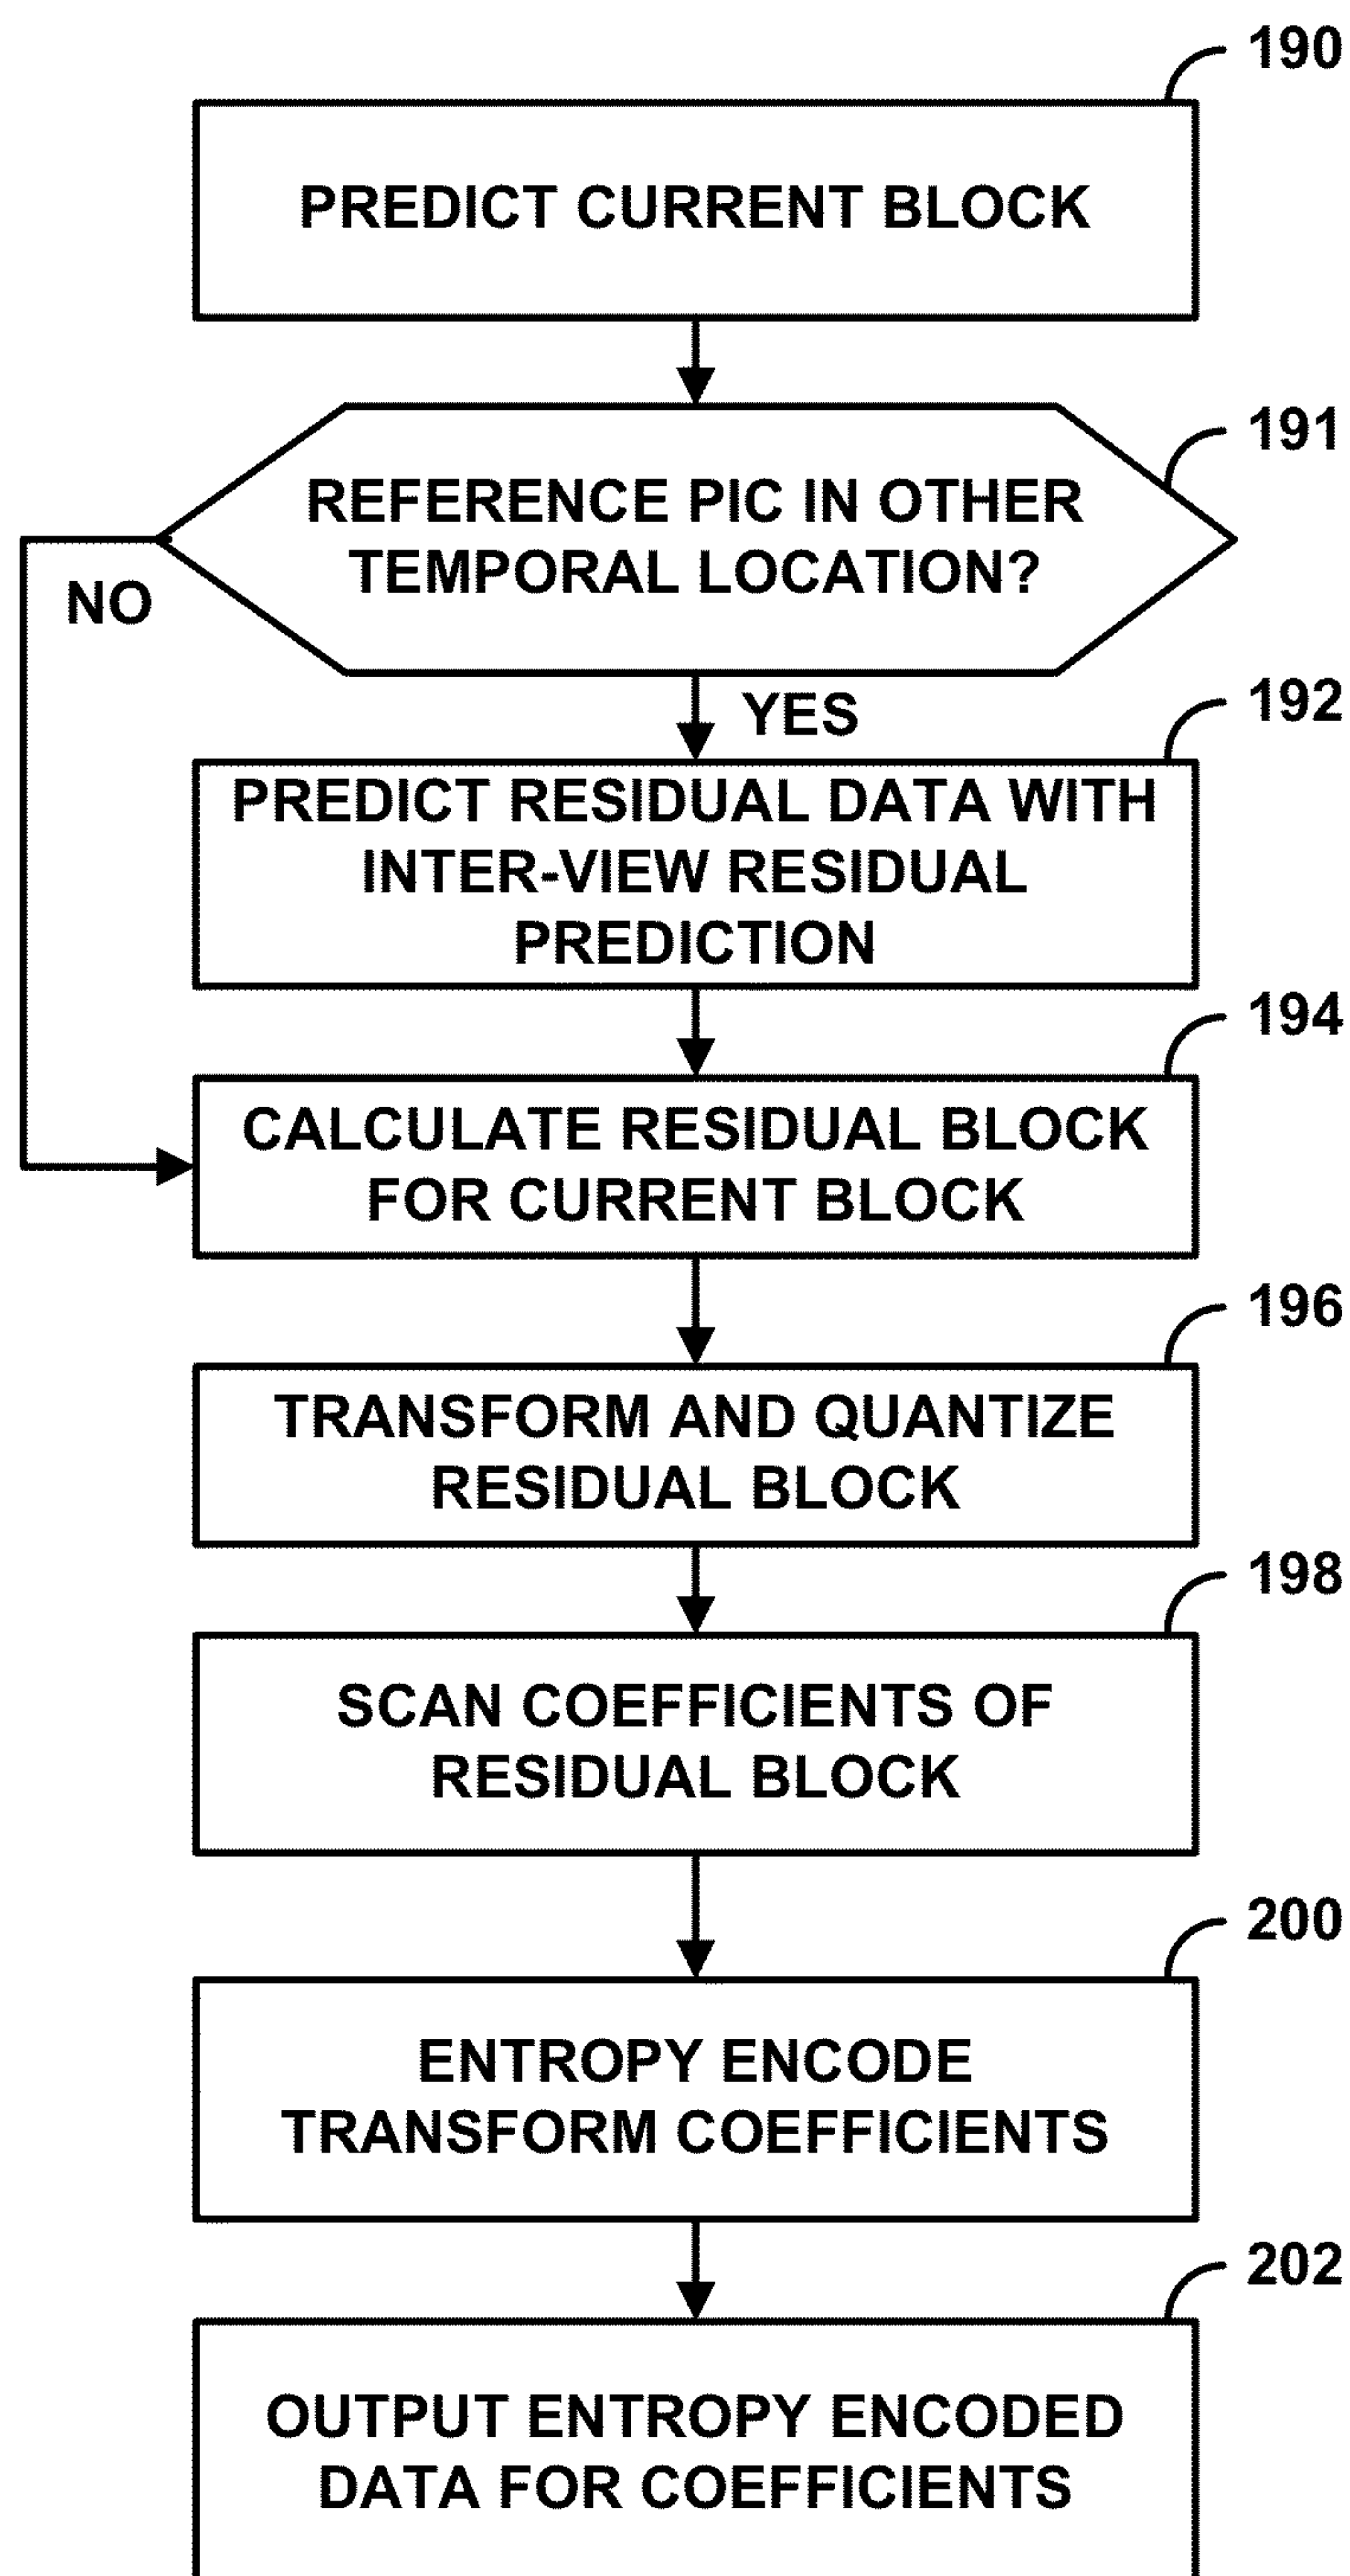 190
PREDICT CURRENT BLOCK
191
REFERENCE PIC IN OTHER
TEMPORAL LOCATION?
NO
YES
192
PREDICT RESIDUAL DATA WITH
INTER-VIEW RESIDUAL
PREDICTION
194
CALCULATE RESIDUAL BLOCK
FOR CURRENT BLOCK
196
TRANSFORM AND QUANTIZE
RESIDUAL BLOCK
198
SCAN COEFFICIENTS OF
RESIDUAL BLOCK
200
ENTROPY ENCODE
TRANSFORM COEFFICIENTS
202
OUTPUT ENTROPY ENCODED
DATA FOR COEFFICIENTS